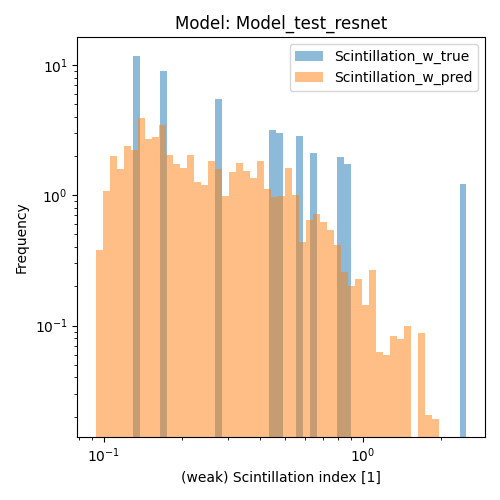 Model: Model_test_resnet
Scintillation_w_true
Scintillation_w_pred
Frequency
10¹
10⁰
10⁻¹
10⁻¹
10⁰
(weak) Scintillation index [1]